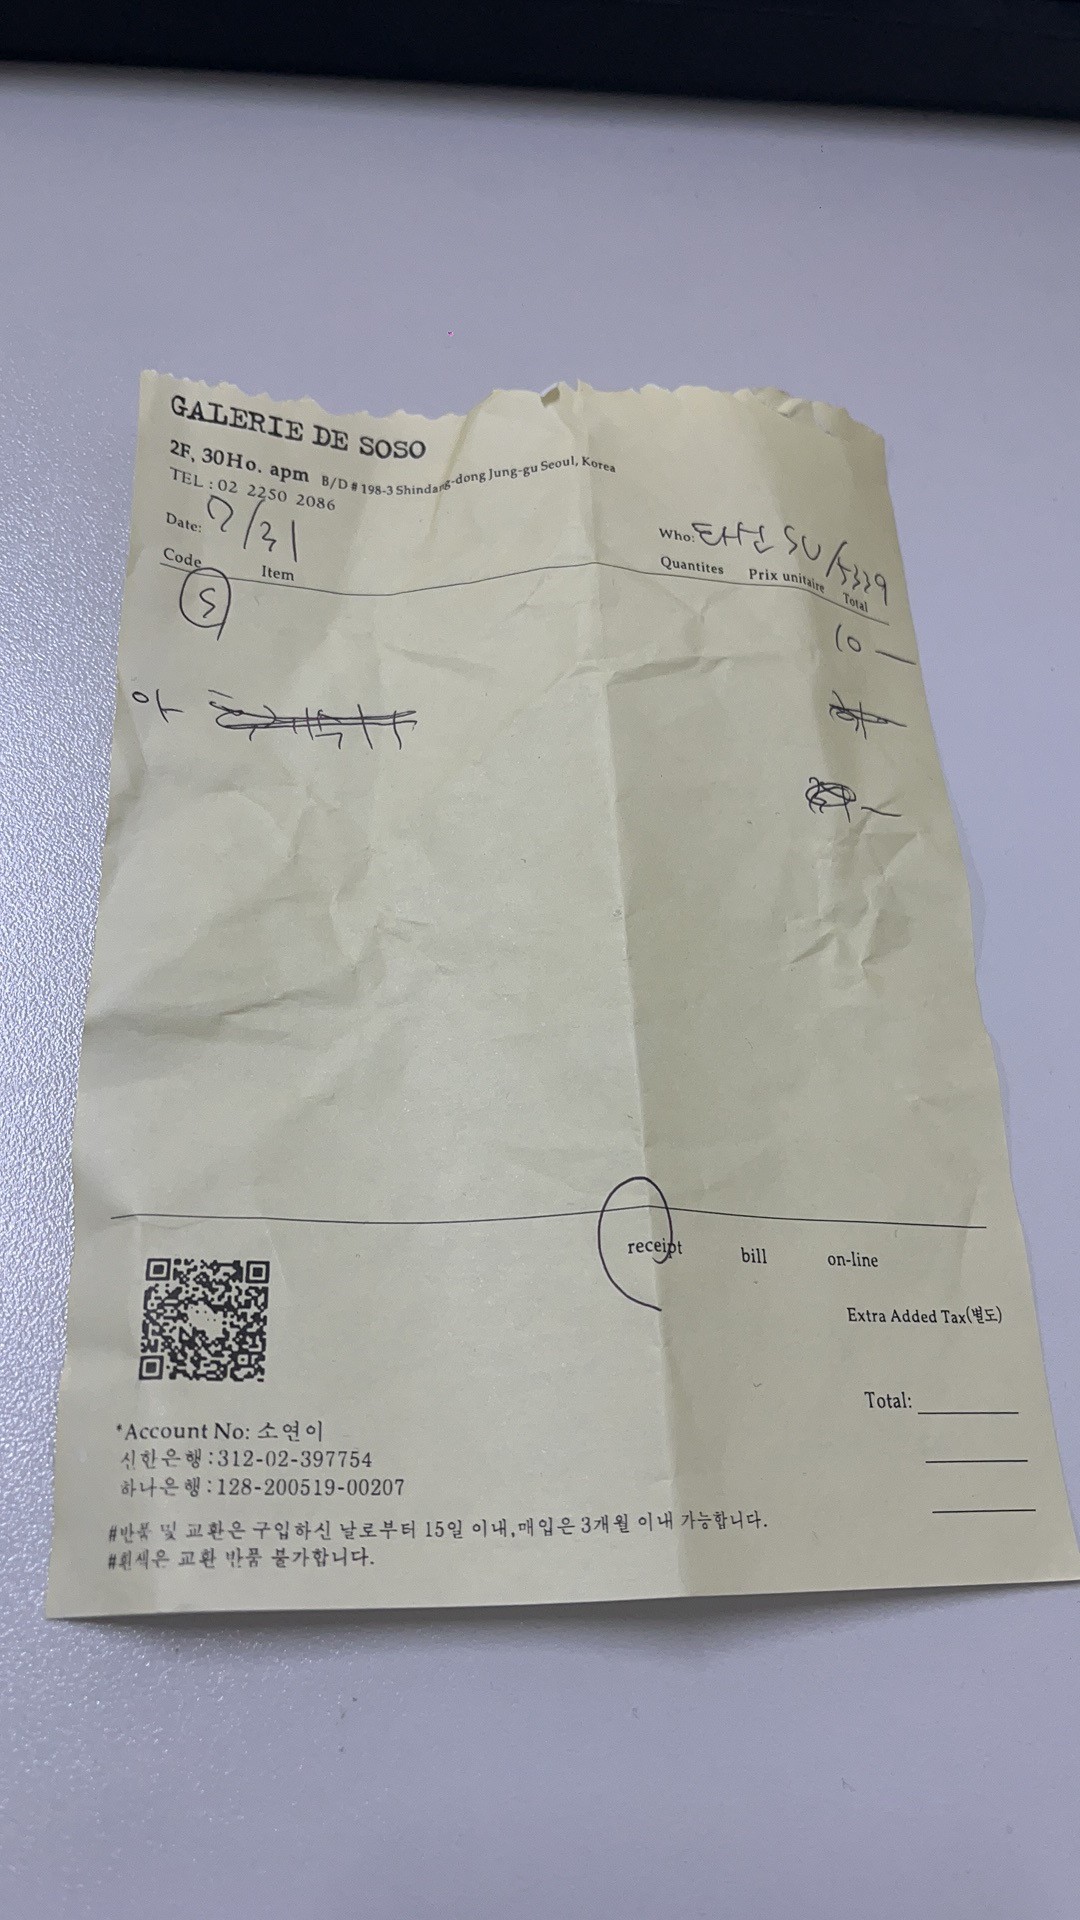 GALERIE DE SOSO
2F, 30Ho. apm B/D # 198-3 Shindang-dong Jung-gu Seoul, Korea
TEL : 02 2250 2086
Date: 7/31
Who: SU/5339
Code Item Quantites Prix unitaire Total
S
10 —
아
receipt bill on-line
Extra Added Tax(별도)
Total:
*Account No: 소연이
신한은행:312-02-397754
하나은행:128-200519-00207
#반품 및 교환은 구입하신 날로부터 15일 이내,매입은 3개월 이내 가능합니다.
#흰색은 교환 반품 불가합니다.